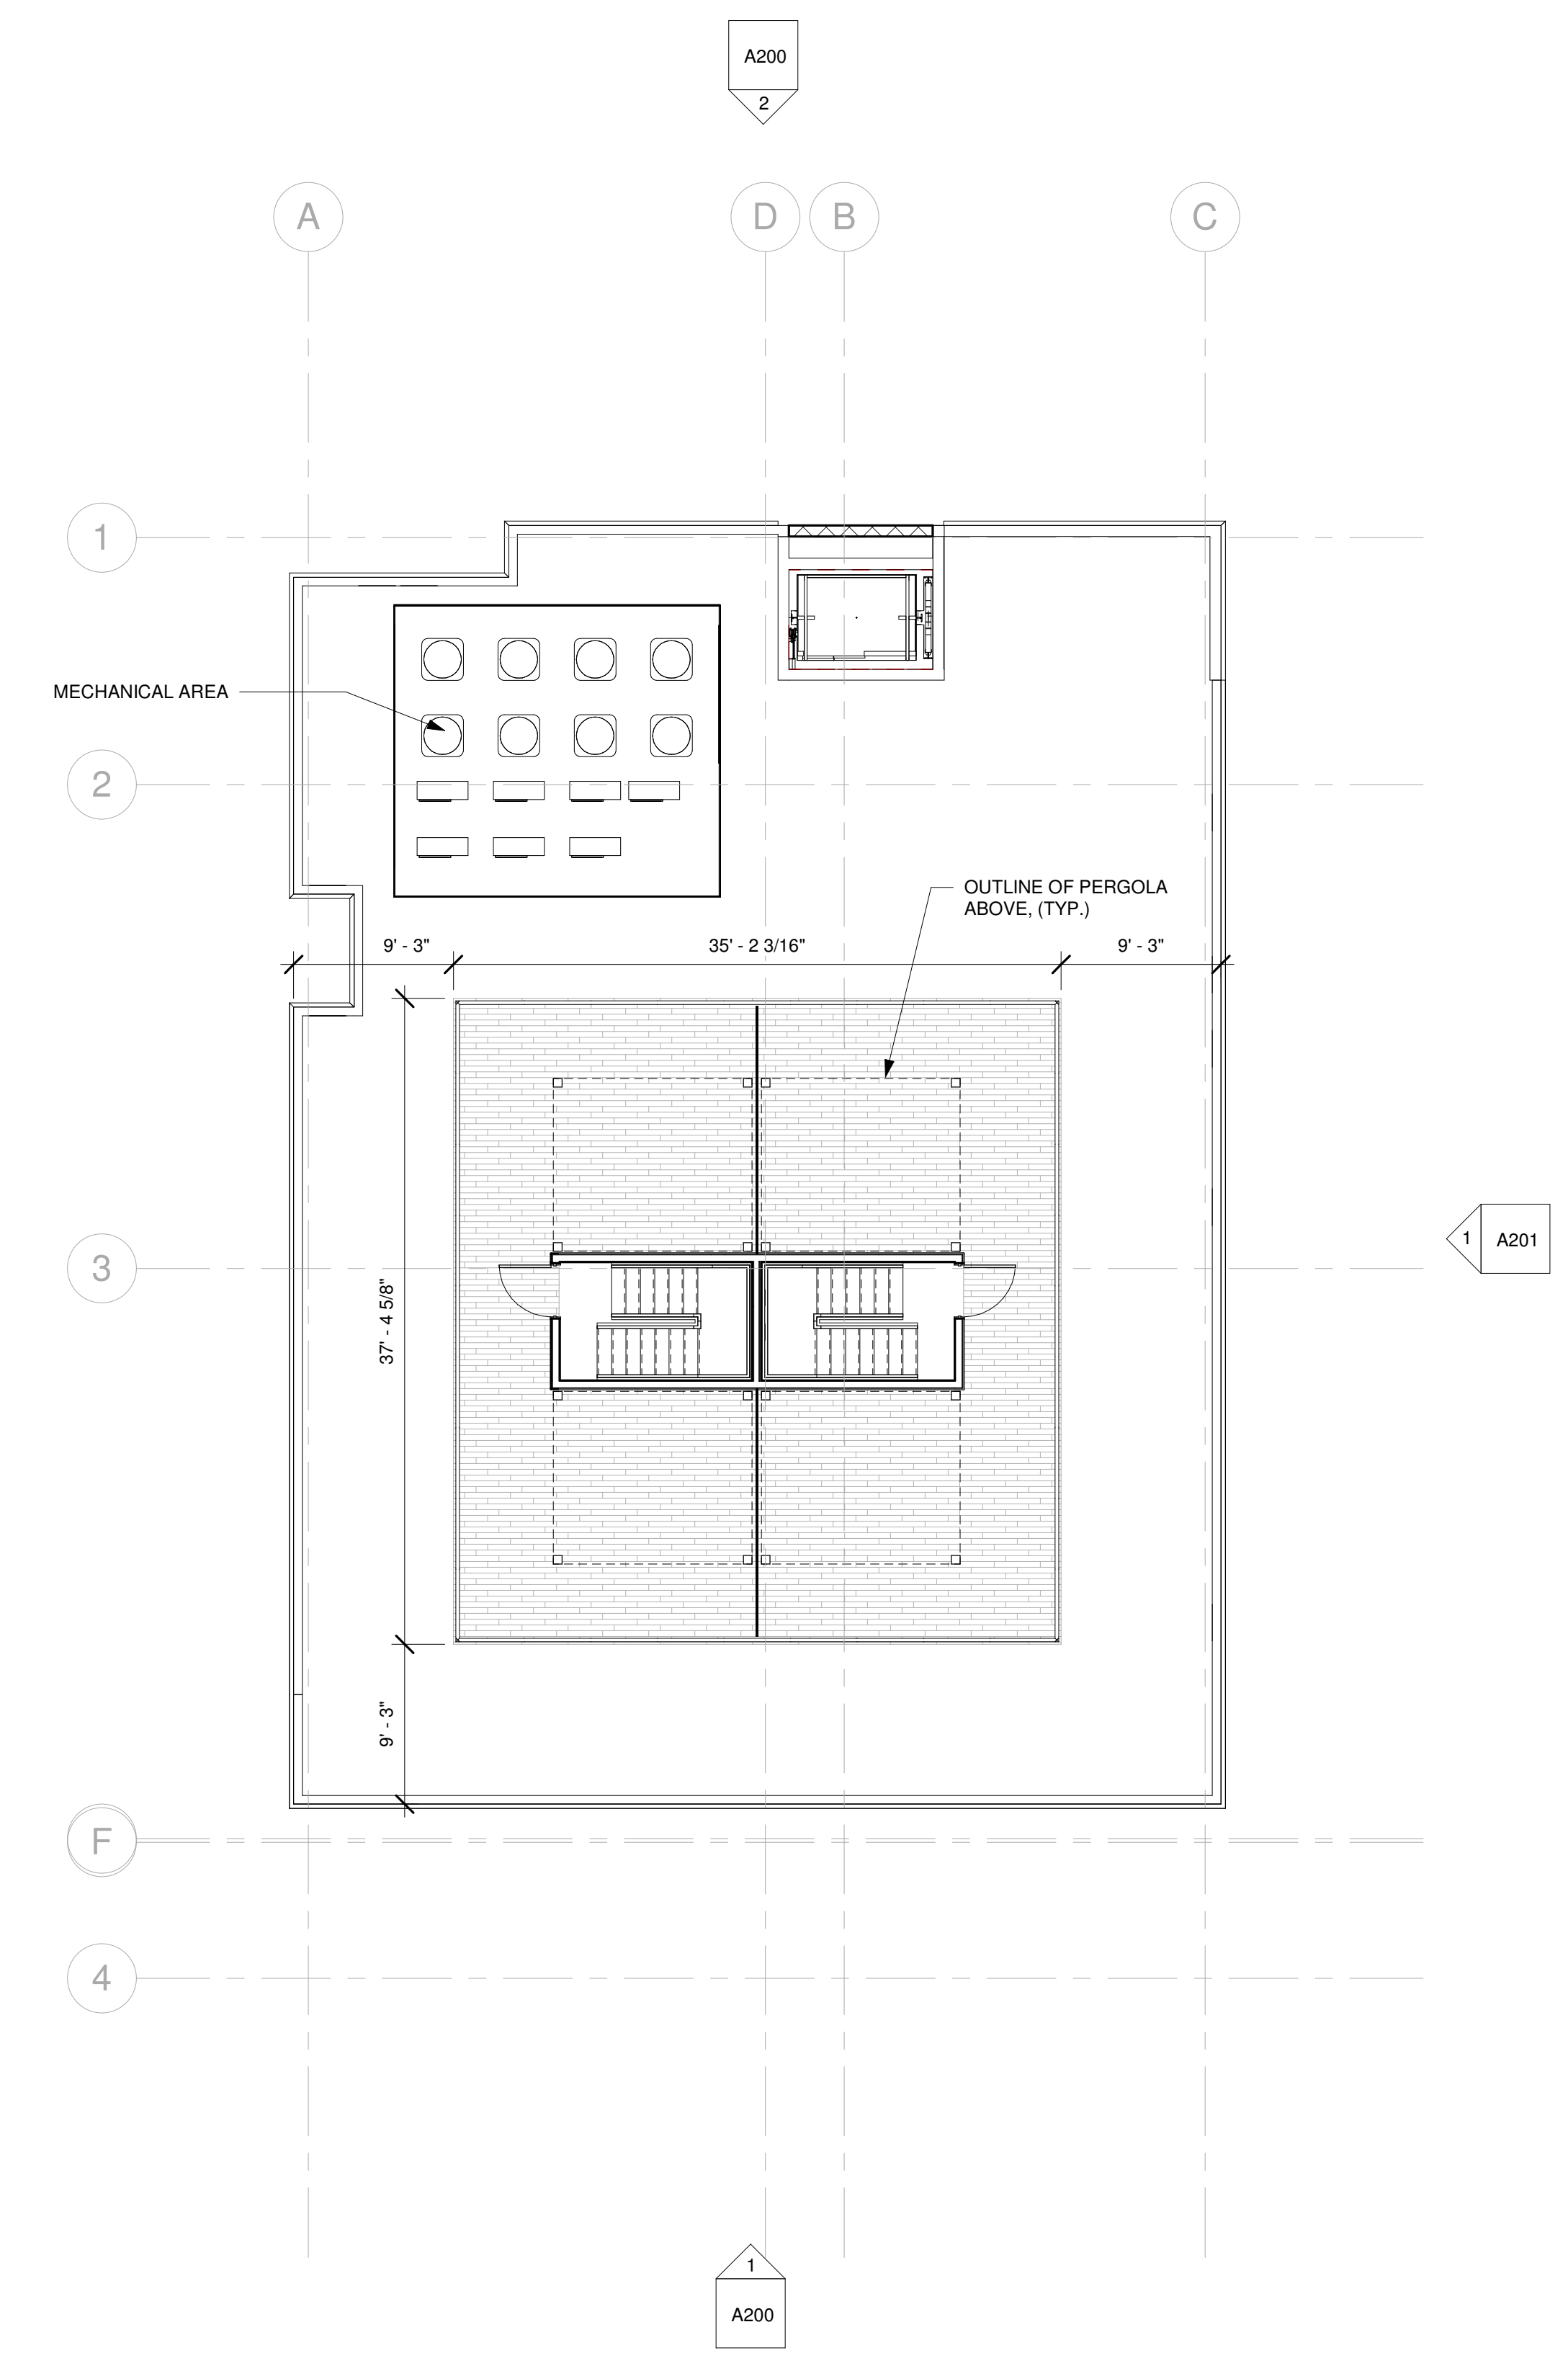 A200
2
A
D
B
C
1
MECHANICAL AREA
2
OUTLINE OF PERGOLA
ABOVE, (TYP.)
9' - 3"
35' - 2 3/16"
9' - 3"
3
1
A201
37' - 4 5/8"
9' - 3"
F
4
1
A200